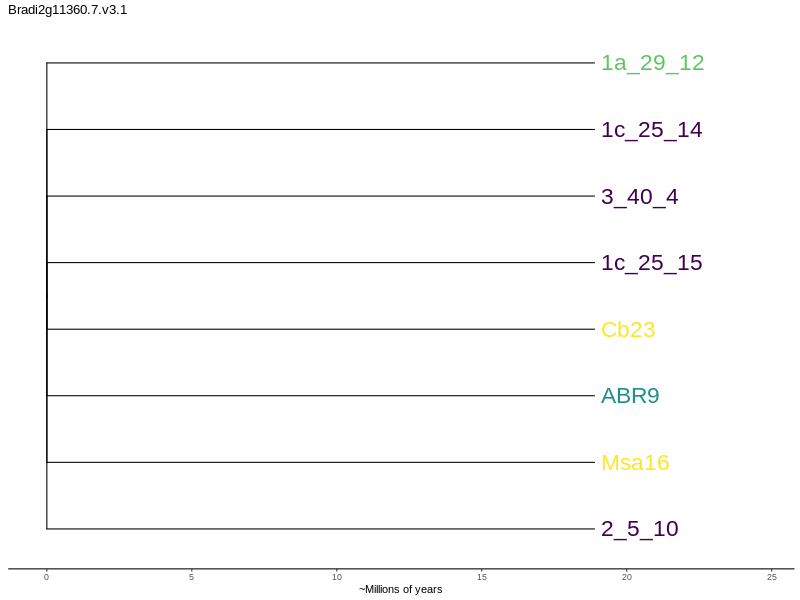 Bradi2g11360.7.v3.1
1a_29_12
1c_25_14
3_40_4
1c_25_15
Cb23
ABR9
Msa16
2_5_10
0 5 10 15 20 25
~Millions of years